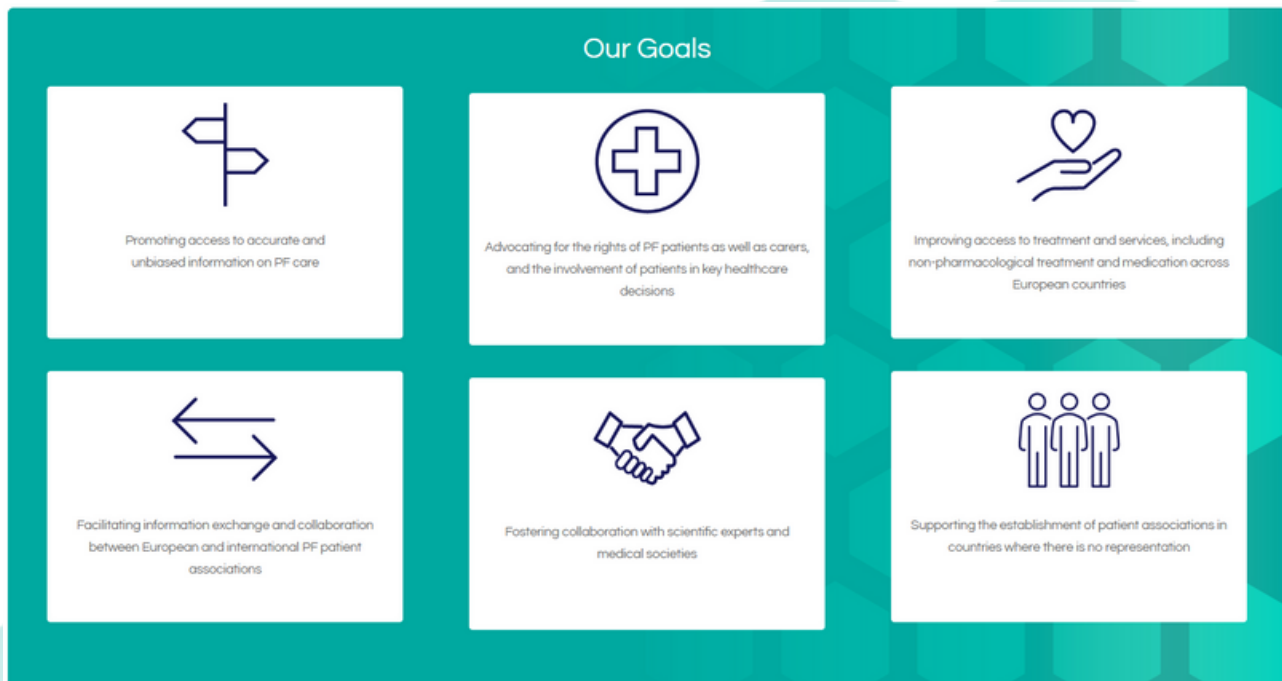 Our Goals
Promoting access to accurate and
unbiased information on PF care
Advocating for the rights of PF patients as well as carers,
and the involvement of patients in key healthcare
decisions
Improving access to treatment and services, including
non-pharmacological treatment and medication across
European countries
Facilitating information exchange and collaboration
between European and international PF patient
associations
Fostering collaboration with scientific experts and
medical societies
Supporting the establishment of patient associations in
countries where there is no representation